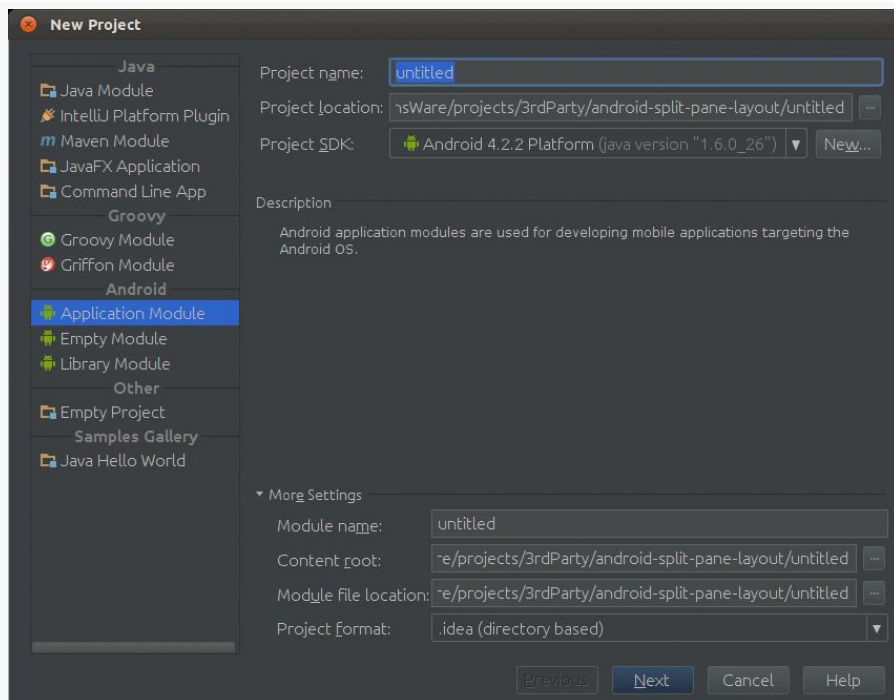 New Project
Java
Java Module
IntelliJ Platform Plugin
Maven Module
JavaFX Application
Command Line App
Groovy
Groovy Module
Griffon Module
Android
Application Module
Empty Module
Library Module
Other
Empty Project
Samples Gallery
Java Hello World
Project name: untitled
Project location: nsWare/projects/3rdParty/android-split-pane-layout/untitled ...
Project SDK: Android 4.2.2 Platform (java version "1.6.0_26") New...
Description
Android application modules are used for developing mobile applications targeting the
Android OS.
More Settings
Module name: untitled
Content root: re/projects/3rdParty/android-split-pane-layout/untitled ...
Module file location: re/projects/3rdParty/android-split-pane-layout/untitled ...
Project format: .idea (directory based)
Previous Next Cancel Help